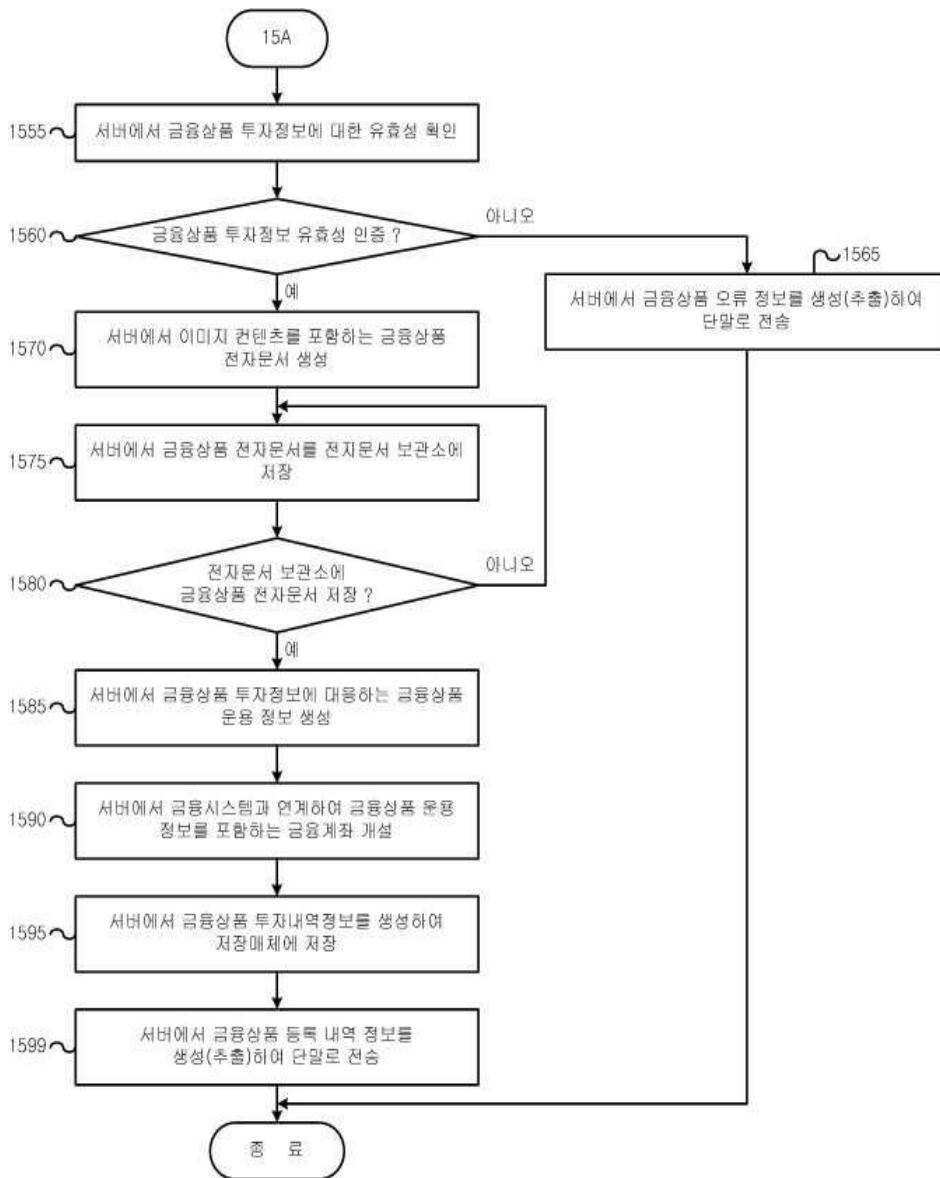 15A
1555
서버에서 금융상품 투자정보에 대한 유효성 확인
1560
금융상품 투자정보 유효성 인증 ?
아니오
예
1565
서버에서 금융상품 오류 정보를 생성(추출)하여
단말로 전송
1570
서버에서 이미지 컨텐츠를 포함하는 금융상품
전자문서 생성
1575
서버에서 금융상품 전자문서를 전자문서 보관소에
저장
1580
전자문서 보관소에
금융상품 전자문서 저장 ?
아니오
예
1585
서버에서 금융상품 투자정보에 대응하는 금융상품
운용 정보 생성
1590
서버에서 금융시스템과 연계하여 금융상품 운용
정보를 포함하는 금융계좌 개설
1595
서버에서 금융상품 투자내역정보를 생성하여
저장매체에 저장
1599
서버에서 금융상품 등록 내역 정보를
생성(추출)하여 단말로 전송
종 료